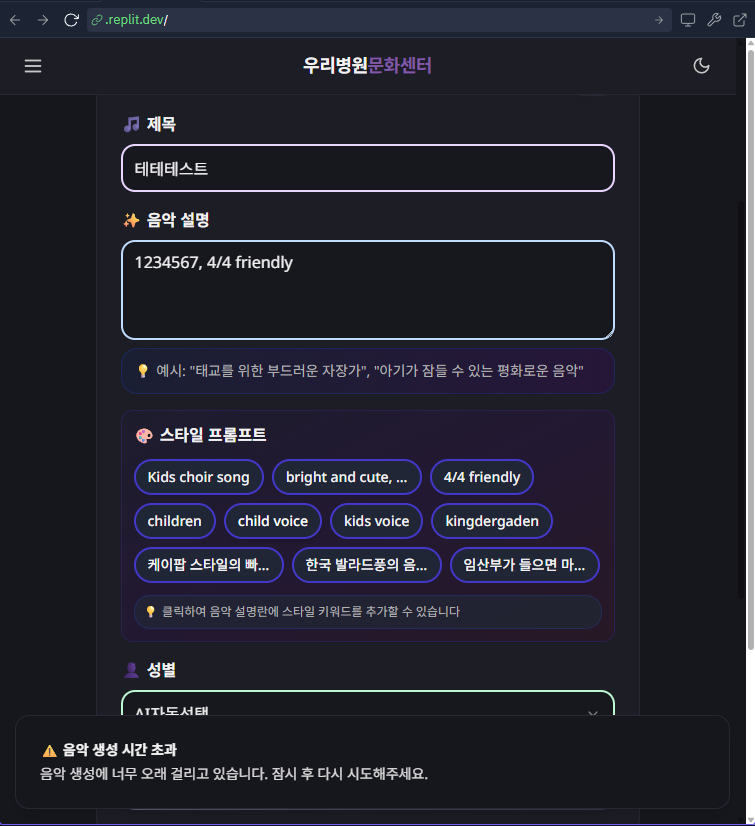 .replit.dev/
우리병원문화센터
제목
테테테스트
음악 설명
1234567, 4/4 friendly
예시: "태교를 위한 부드러운 자장가", "아기가 잠들 수 있는 평화로운 음악"
스타일 프롬프트
Kids choir song
bright and cute, ...
4/4 friendly
children
child voice
kids voice
kingdergaden
케이팝 스타일의 빠...
한국 발라드풍의 음...
임산부가 들으면 마...
클릭하여 음악 설명란에 스타일 키워드를 추가할 수 있습니다
성별
AI자동선택
음악 생성 시간 초과
음악 생성에 너무 오래 걸리고 있습니다. 잠시 후 다시 시도해주세요.